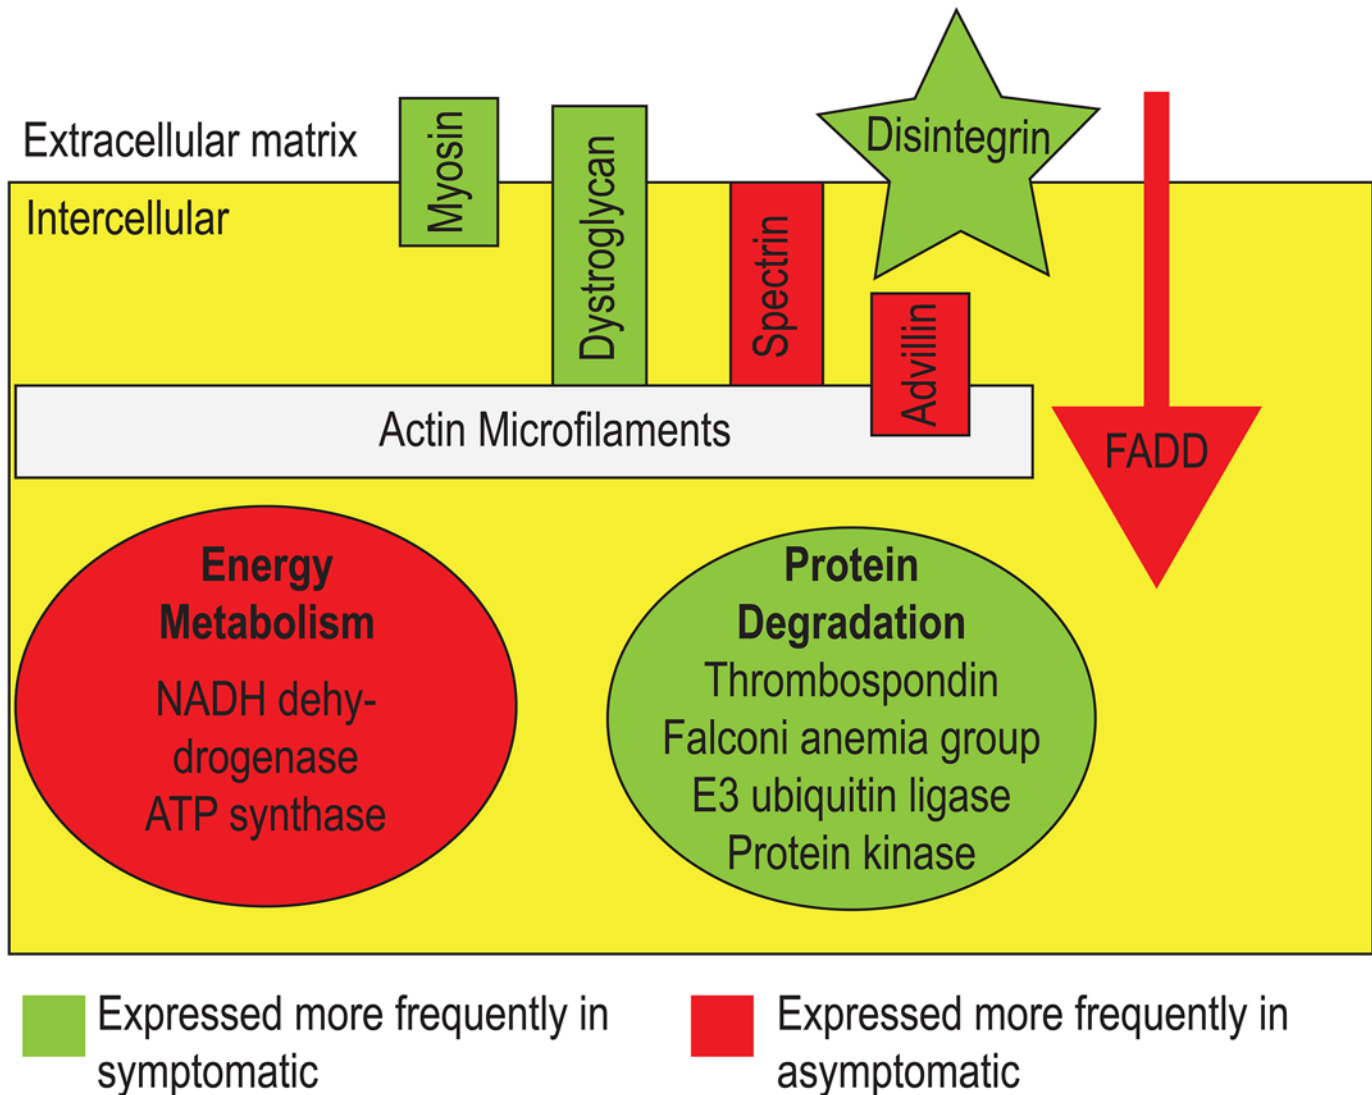 Extracellular matrix
Intercellular
Myosin
Dystroglycan
Spectrin
Disintegrin
Advillin
Actin Microfilaments
FADD
Energy
Metabolism
NADH dehy-
drogenase
ATP synthase
Protein
Degradation
Thrombospondin
Falconi anemia group
E3 ubiquitin ligase
Protein kinase
Expressed more frequently in
symptomatic
Expressed more frequently in
asymptomatic